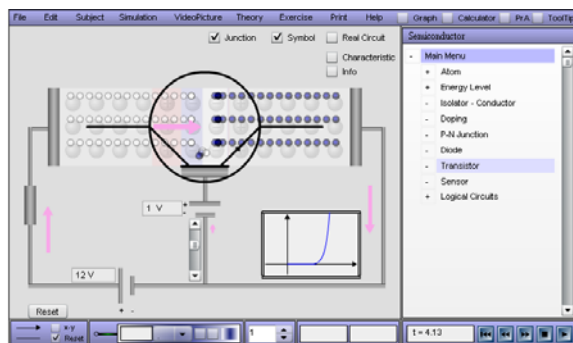 File Edit Subject Simulation VideoPicture Theory Exercise Print Help Graph Calculator PrA ToolTip
Junction Symbol Real Circuit
Characteristic
Info
1 V
+
-
12 V
+ -
Reset
x-y
Reset
1
t = 4.13
Semiconductor
- Main Menu
+ Atom
+ Energy Level
- Isolator - Conductor
- Doping
- P-N Junction
- Diode
- Transistor
- Sensor
+ Logical Circuits